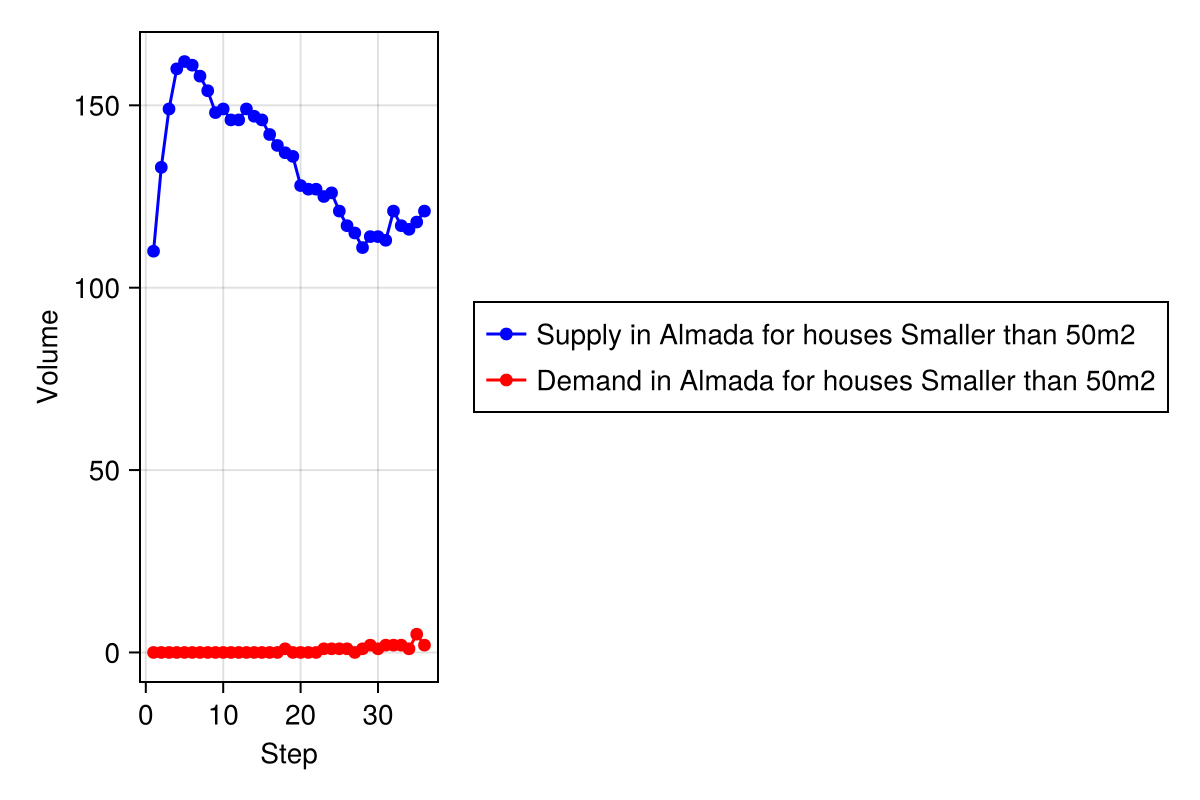 150
100
50
0
Volume
0 10 20 30
Step
Supply in Almada for houses Smaller than 50m2
Demand in Almada for houses Smaller than 50m2